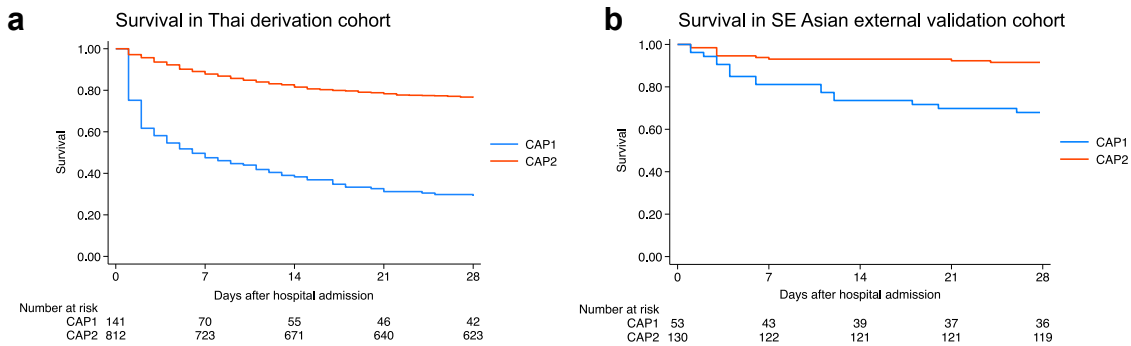 a
Survival in Thai derivation cohort
1.00
0.80
0.60
0.40
0.20
0.00
Survival
0 7 14 21 28
Days after hospital admission
CAP1
CAP2
Number at risk
CAP1 141 70 55 46 42
CAP2 812 723 671 640 623
b
Survival in SE Asian external validation cohort
1.00
0.80
0.60
0.40
0.20
0.00
Survival
0 7 14 21 28
Days after hospital admission
CAP1
CAP2
Number at risk
CAP1 53 43 39 37 36
CAP2 130 122 121 121 119